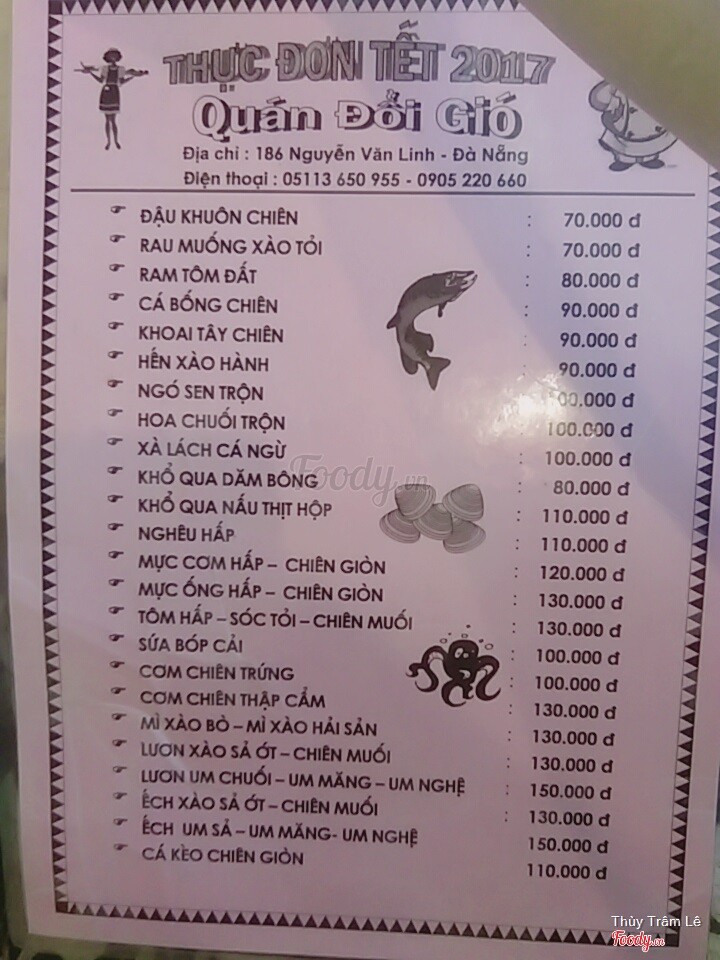 THỰC ĐƠN TẾT 2017
Quán Đồi Gió
Địa chỉ : 186 Nguyễn Văn Linh - Đà Nẵng
Điện thoại : 05113 650 955 - 0905 220 660
ĐẬU KHUÔN CHIÊN : 70.000 đ
RAU MUỐNG XÀO TỎI : 70.000 đ
RAM TÔM ĐẤT : 80.000 đ
CÁ BỐNG CHIÊN : 90.000 đ
KHOAI TÂY CHIÊN : 90.000 đ
HẾN XÀO HÀNH : 90.000 đ
NGÓ SEN TRỘN đ
HOA CHUỐI TRỘN : 100.000 đ
XÀ LÁCH CÁ NGỪ : 100.000 đ
KHỔ QUA DĂM BÔNG : 80.000 đ
KHỔ QUA NẤU THỊT HỘP : 110.000 đ
NGHÊU HẤP : 110.000 đ
MỰC CƠM HẤP – CHIÊN GIÒN : 120.000 đ
MỰC ỐNG HẤP – CHIÊN GIÒN : 130.000 đ
TÔM HẤP – SÓC TỎI – CHIÊN MUỐI : 130.000 đ
SỨA BÓP CẢI : 100.000 đ
CƠM CHIÊN TRỨNG : 100.000 đ
CƠM CHIÊN THẬP CẨM : 130.000 đ
MÌ XÀO BÒ – MÌ XÀO HẢI SẢN : 130.000 đ
LƯƠN XÀO SẢ ỚT – CHIÊN MUỐI : 130.000 đ
LƯƠN UM CHUỐI – UM MĂNG – UM NGHỆ : 150.000 đ
ẾCH XÀO SẢ ỚT – CHIÊN MUỐI : 130.000 đ
ẾCH UM SẢ – UM MĂNG- UM NGHỆ 150.000 đ
CÁ KÈO CHIÊN GIÒN 110.000 đ
Foody.vn
Thùy Trâm Lê
Foody.vn